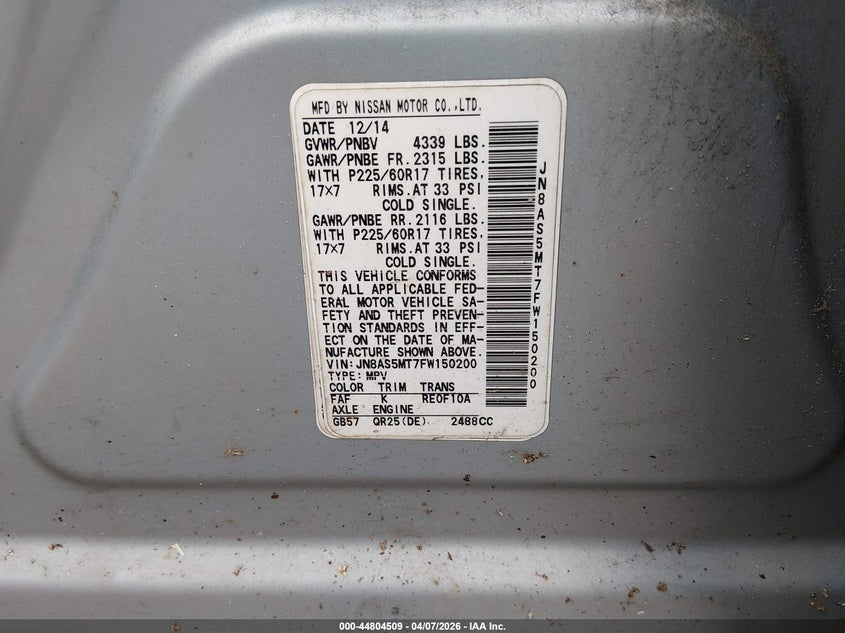 MFD BY NISSAN MOTOR CO.,LTD.
DATE 12/14
GVWR/PNBV 4339 LBS.
GAWR/PNBE FR. 2315 LBS.
WITH P225/60R17 TIRES,
17×7 RIMS. AT 33 PSI
COLD SINGLE.
GAWR/PNBE RR. 2116 LBS.
WITH P225/60R17 TIRES,
17×7 RIMS. AT 33 PSI
COLD SINGLE.
THIS VEHICLE CONFORMS
TO ALL APPLICABLE FED-
ERAL MOTOR VEHICLE SA-
FETY AND THEFT PREVEN-
TION STANDARDS IN EFF-
ECT ON THE DATE OF MA-
NUFACTURE SHOWN ABOVE.
VIN:JN8AS5MT7FW150200
TYPE: MPV
COLOR TRIM TRANS
FAF K RE0F10A
AXLE ENGINE
GB57 QR25(DE) 2488CC
JN8AS5MT7FW150200
000-44804509 - 04/07/2026 - IAA Inc.